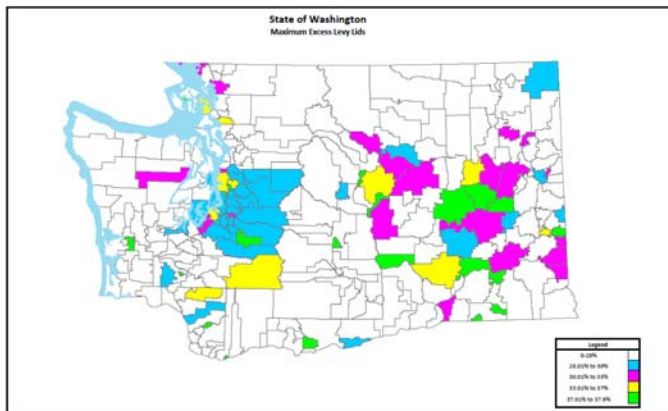 State of Washington
Maximum Excess Levy Lids
Legend
0-28%
28.01% to 30%
30.01% to 33%
33.01% to 37%
37.01% to 37.9%